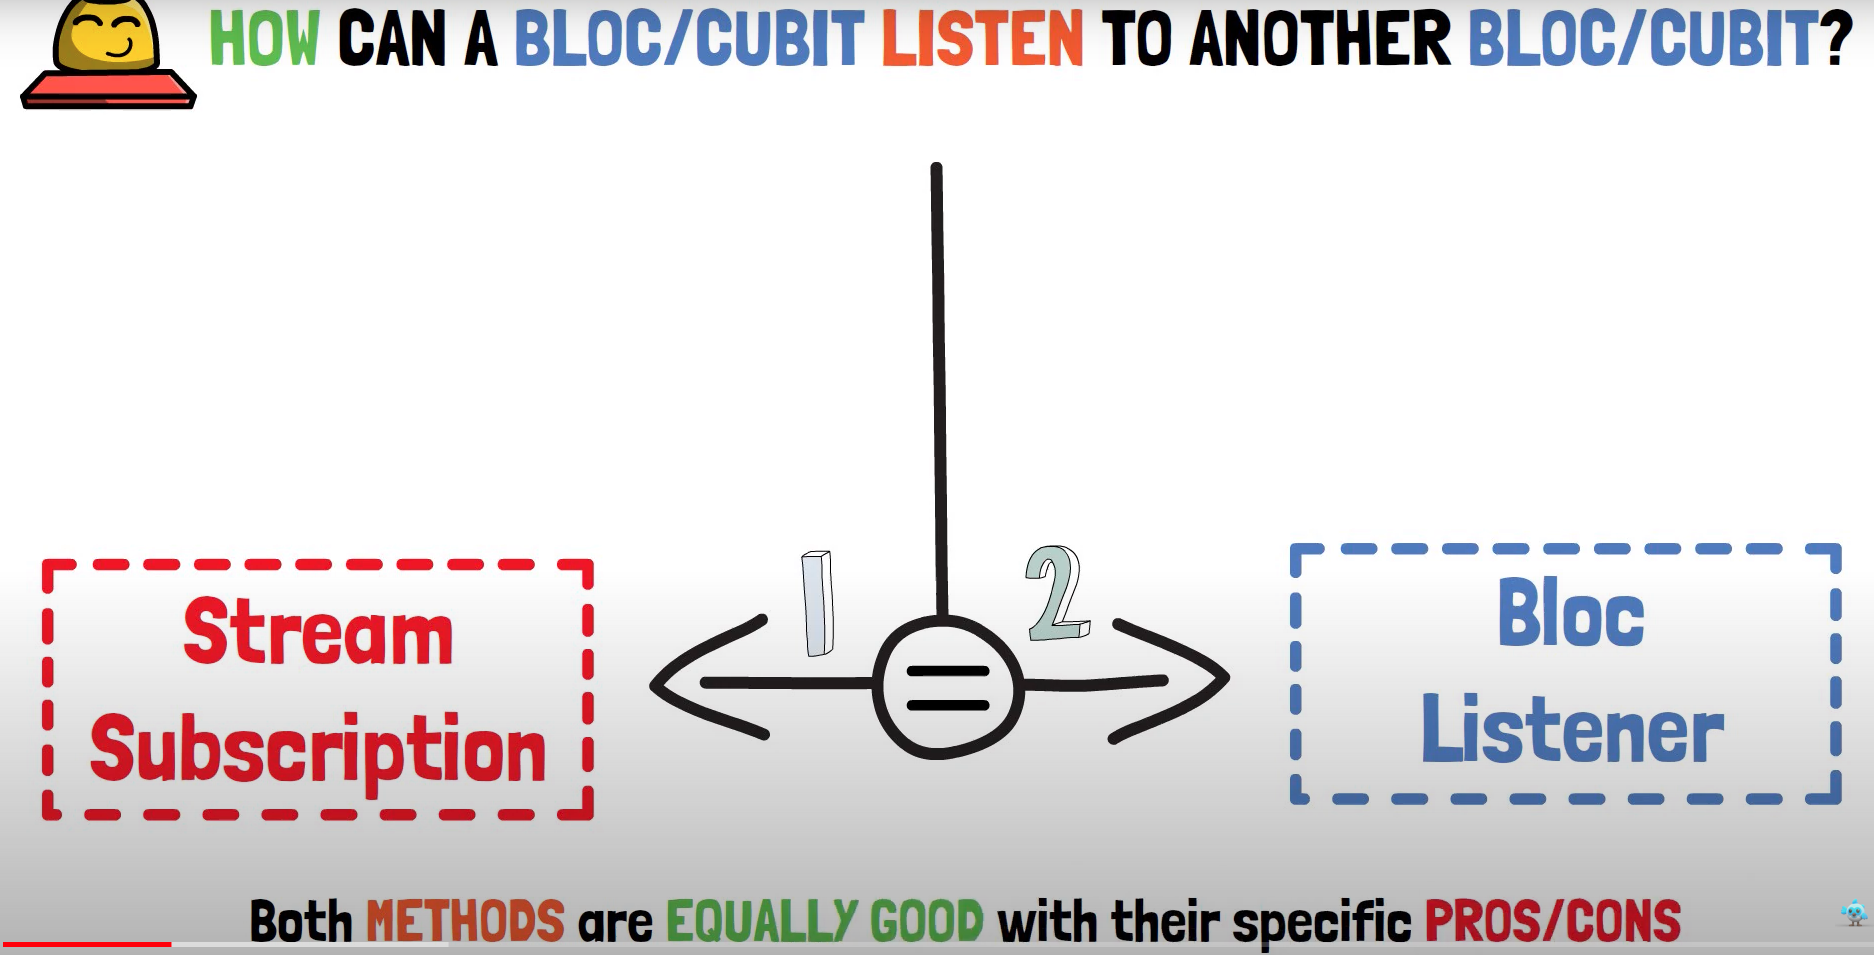 HOW CAN A BLOC/CUBIT LISTEN TO ANOTHER BLOC/CUBIT?
1
2
Stream
Subscription
Bloc
Listener
Both METHODS are EQUALLY GOOD with their specific PROS/CONS